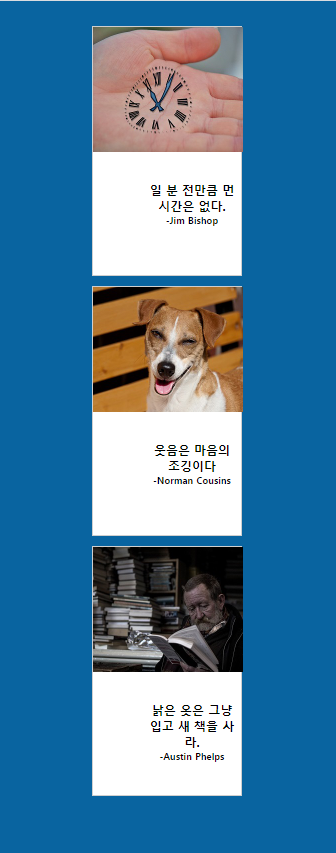 일 분 전만큼 먼
시간은 없다.
-Jim Bishop
웃음은 마음의
조깅이다
-Norman Cousins
낡은 옷은 그냥
입고 새 책을 사
라.
-Austin Phelps